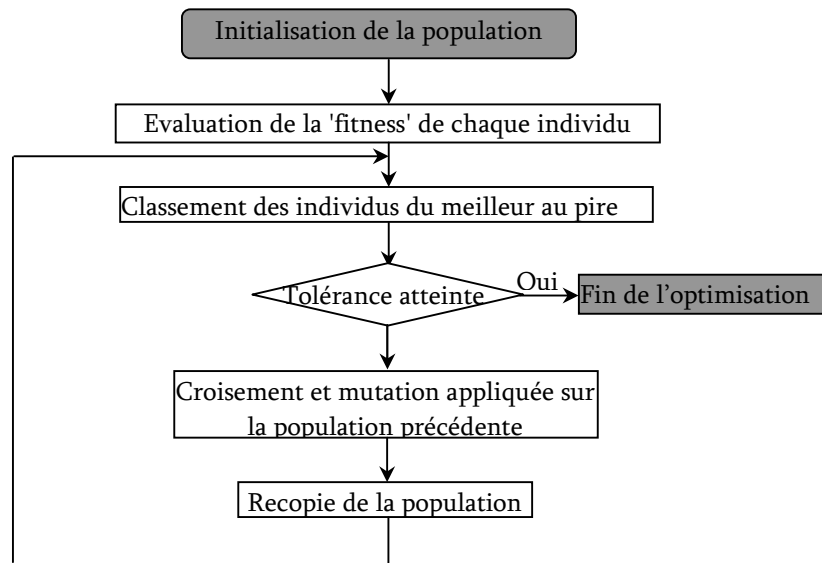 Initialisation de la population
Evaluation de la 'fitness' de chaque individu
Classement des individus du meilleur au pire
Tolérance atteinte
Oui
Fin de l'optimisation
Croisement et mutation appliquée sur
la population précédente
Recopie de la population